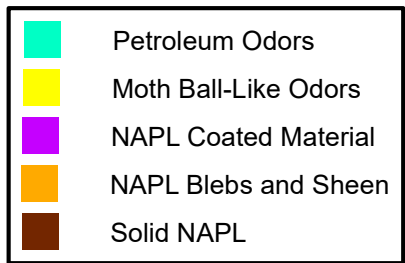 Petroleum Odors
Moth Ball-Like Odors
NAPL Coated Material
NAPL Blebs and Sheen
Solid NAPL